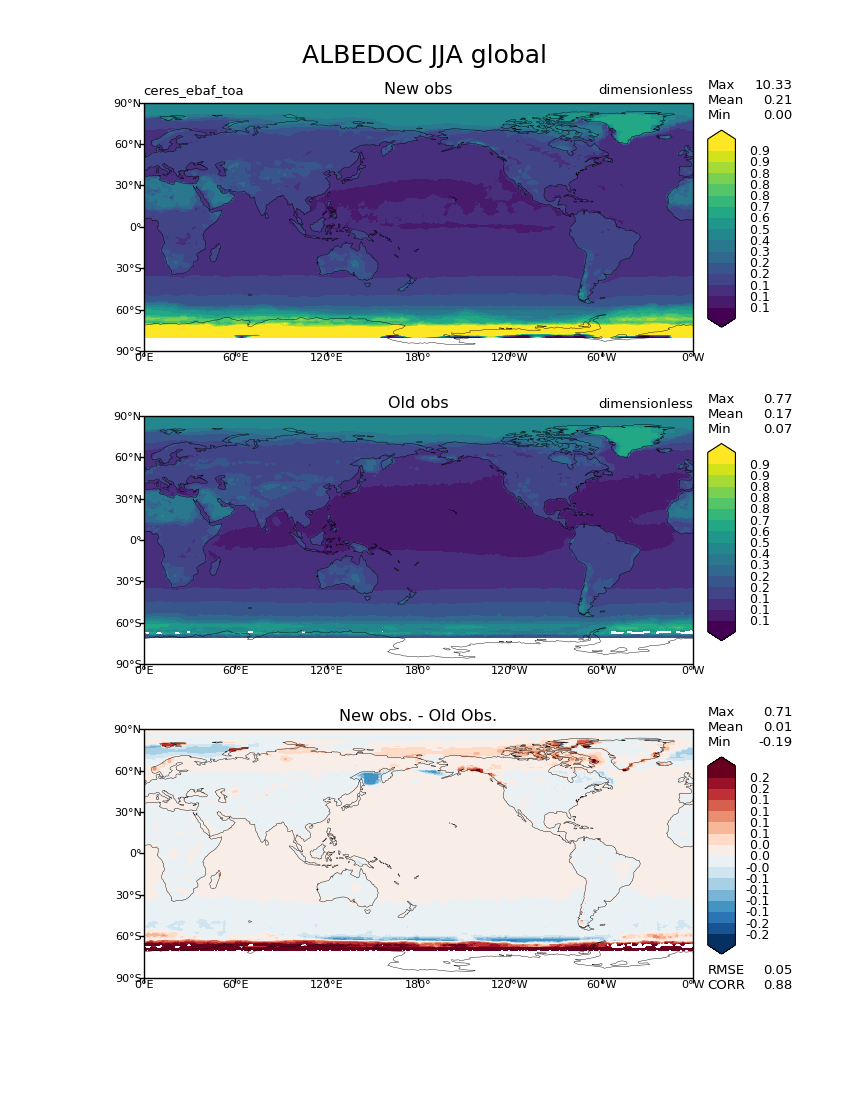 ALBEDOC JJA global
ceres_ebaf_toa New obs dimensionless
Max 10.33
Mean 0.21
Min 0.00
90°N
60°N
30°N
0°
30°S
60°S
90°S
0°E 60°E 120°E 180° 120°W 60°W 0°W
0.9
0.9
0.8
0.8
0.8
0.7
0.6
0.5
0.4
0.3
0.2
0.2
0.1
0.1
0.1
Old obs dimensionless
Max 0.77
Mean 0.17
Min 0.07
90°N
60°N
30°N
0°
30°S
60°S
90°S
0°E 60°E 120°E 180° 120°W 60°W 0°W
0.9
0.9
0.8
0.8
0.8
0.7
0.6
0.5
0.4
0.3
0.2
0.2
0.1
0.1
0.1
New obs. - Old Obs.
Max 0.71
Mean 0.01
Min -0.19
90°N
60°N
30°N
0°
30°S
60°S
90°S
0°E 60°E 120°E 180° 120°W 60°W 0°W
0.2
0.2
0.1
0.1
0.1
0.1
0.0
0.0
-0.0
-0.1
-0.1
-0.1
-0.1
-0.2
-0.2
RMSE 0.05
CORR 0.88